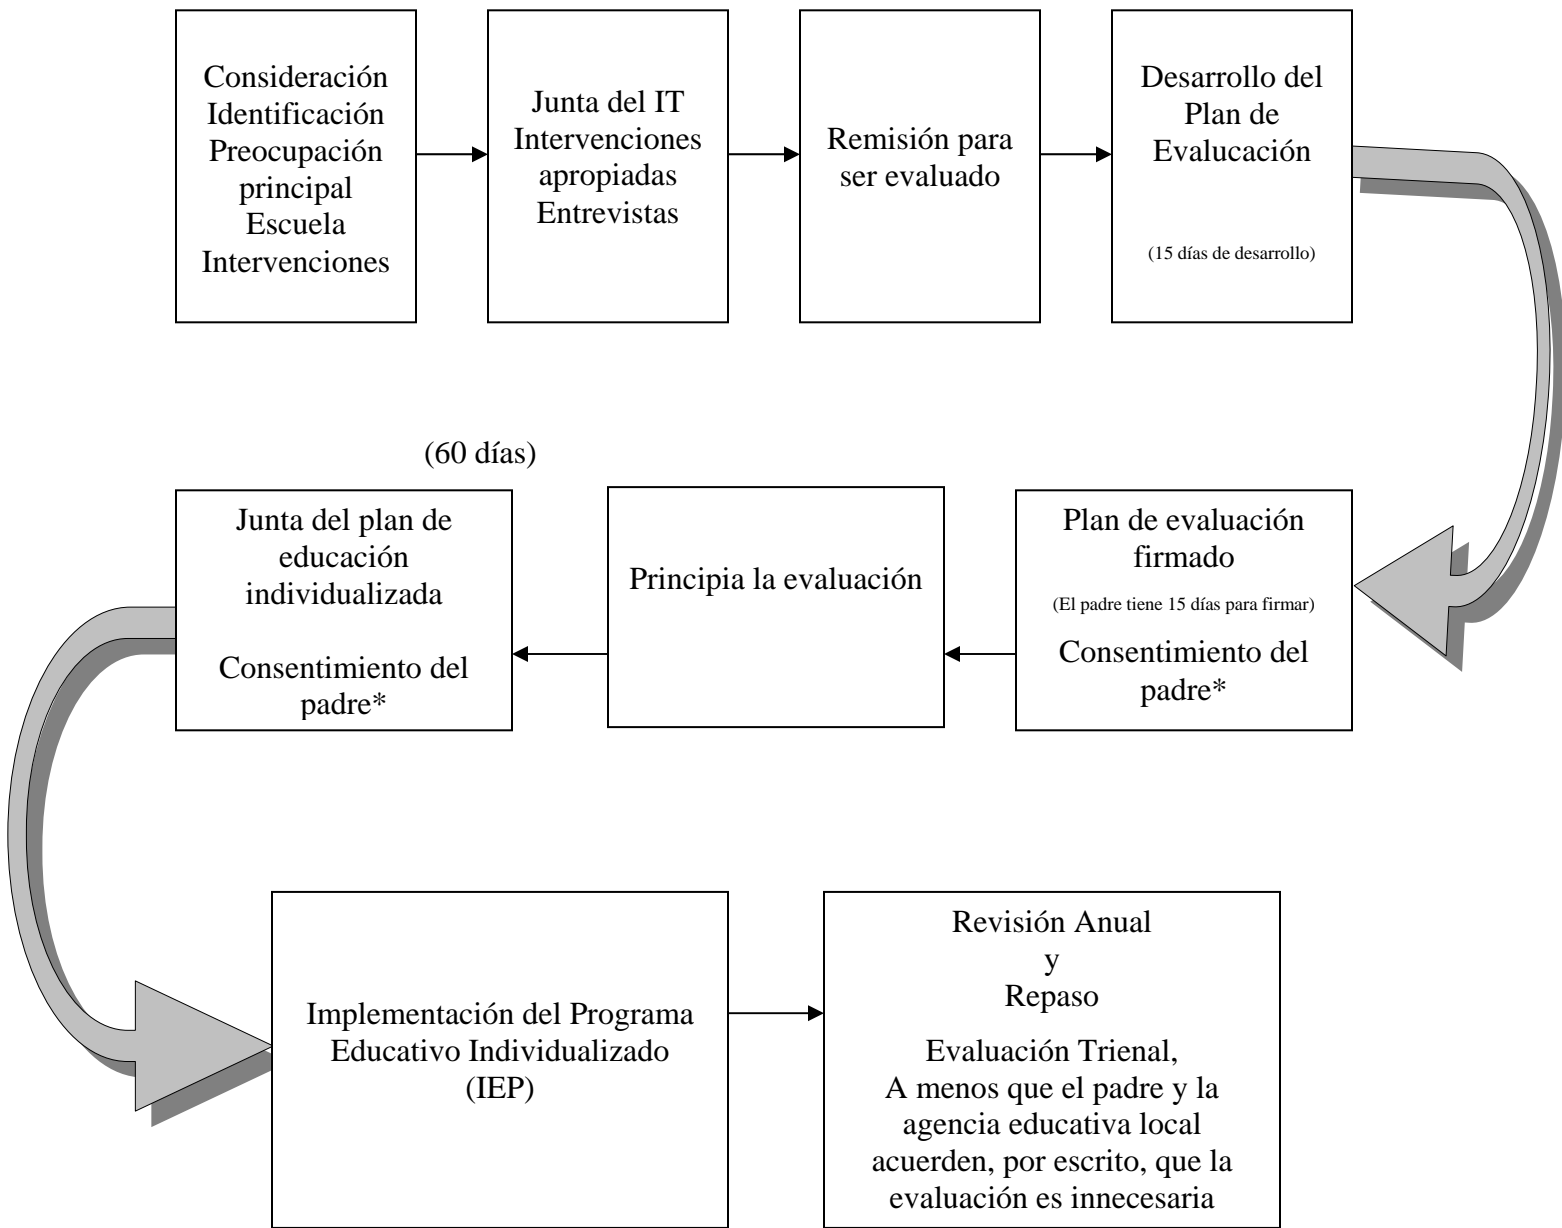 Consideración
Identificación
Preocupación
principal
Escuela
Intervenciones
Junta del IT
Intervenciones
apropiadas
Entrevistas
Remisión para
ser evaluado
Desarrollo del
Plan de
Evalucación
(15 días de desarrollo)
(60 días)
Plan de evaluación
firmado
(El padre tiene 15 días para firmar)
Consentimiento del
padre*
Principia la evaluación
Junta del plan de
educación
individualizada
Consentimiento del
padre*
Implementación del Programa
Educativo Individualizado
(IEP)
Revisión Anual
y
Repaso
Evaluación Trienal,
A menos que el padre y la
agencia educativa local
acuerden, por escrito, que la
evaluación es innecesaria